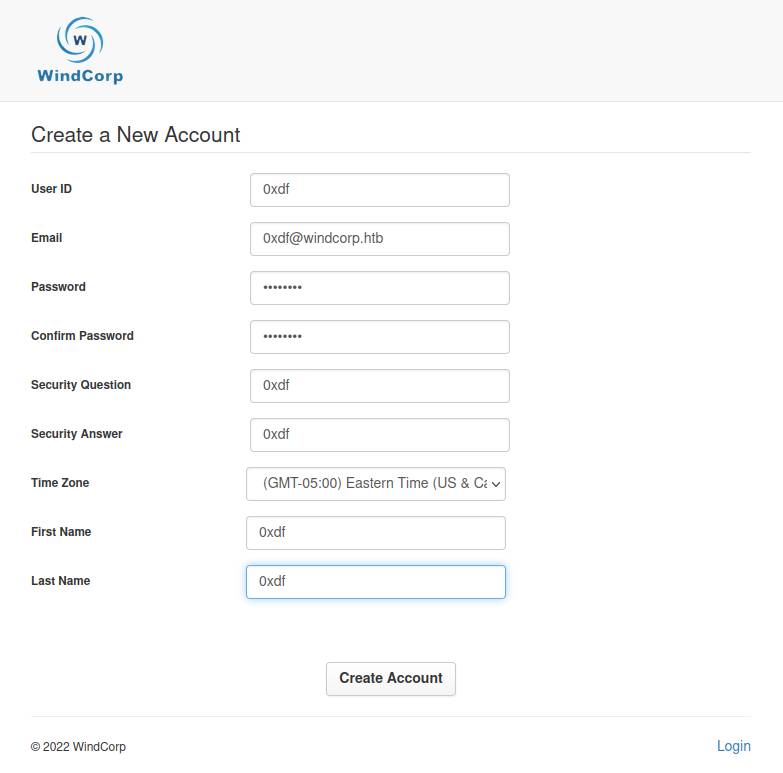 W
WindCorp
Create a New Account
User ID 0xdf
Email 0xdf@windcorp.htb
Password ••••••••
Confirm Password ••••••••
Security Question 0xdf
Security Answer 0xdf
Time Zone (GMT-05:00) Eastern Time (US & Ca
First Name 0xdf
Last Name 0xdf
Create Account
© 2022 WindCorp Login